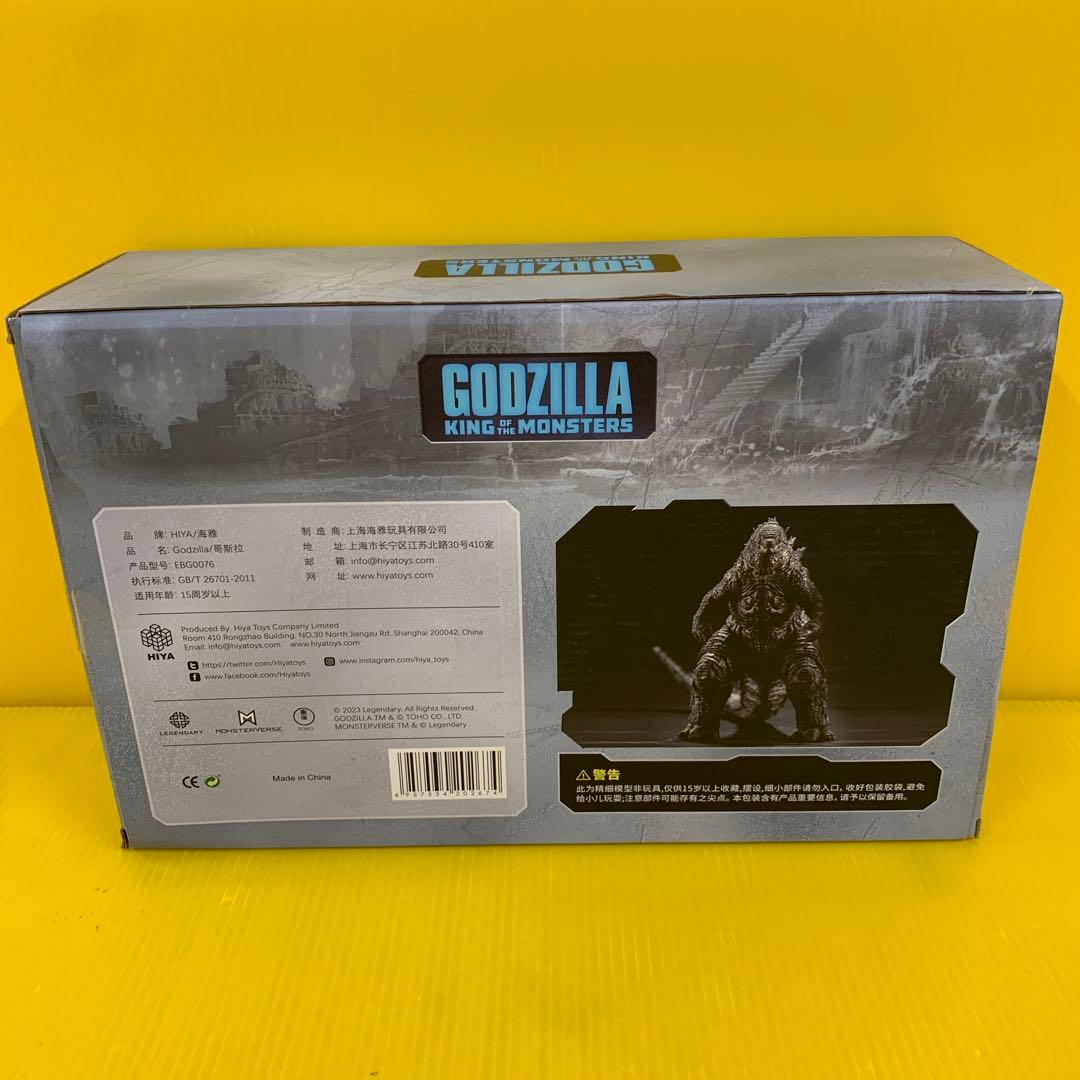 GODZILLA
KING OF THE MONSTERS
GODZILLA
KING OF THE MONSTERS
品 牌: HIYA/海雅
品 名: Godzilla/哥斯拉
产品型号: EBG0076
执行标准: GB/T 26701-2011
适用年龄: 15周岁以上
制 造 商: 上海海雅玩具有限公司
地 址: 上海市长宁区江苏北路30号410室
邮 箱: info@hiyatoys.com
网 址: www.hiyatoys.com
HIYA
Produced By: Hiya Toys Company Limited
Room 410 Rongzhao Building, NO.30 North Jiangsu Rd, Shanghai 200042, China
Email: info@hiyatoys.com www.hiyatoys.com
https://twitter.com/Hiyatoys
www.instagram.com/hiya_toys
www.facebook.com/Hiyatoys
LEGENDARY
MONSTERVERSE
東宝
TOHO
© 2023 Legendary. All Rights Reserved.
GODZILLA TM & © TOHO CO., LTD.
MONSTERVERSE TM & © Legendary
CE
Made in China
6 957534 202674
警告
此为精细模型非玩具,仅供15岁以上收藏,摆设,细小部件请勿入口, 收好包装胶袋,避免
给小儿玩耍;注意部件可能存有之尖点。本包装含有产品重要信息, 请予以保留备用。